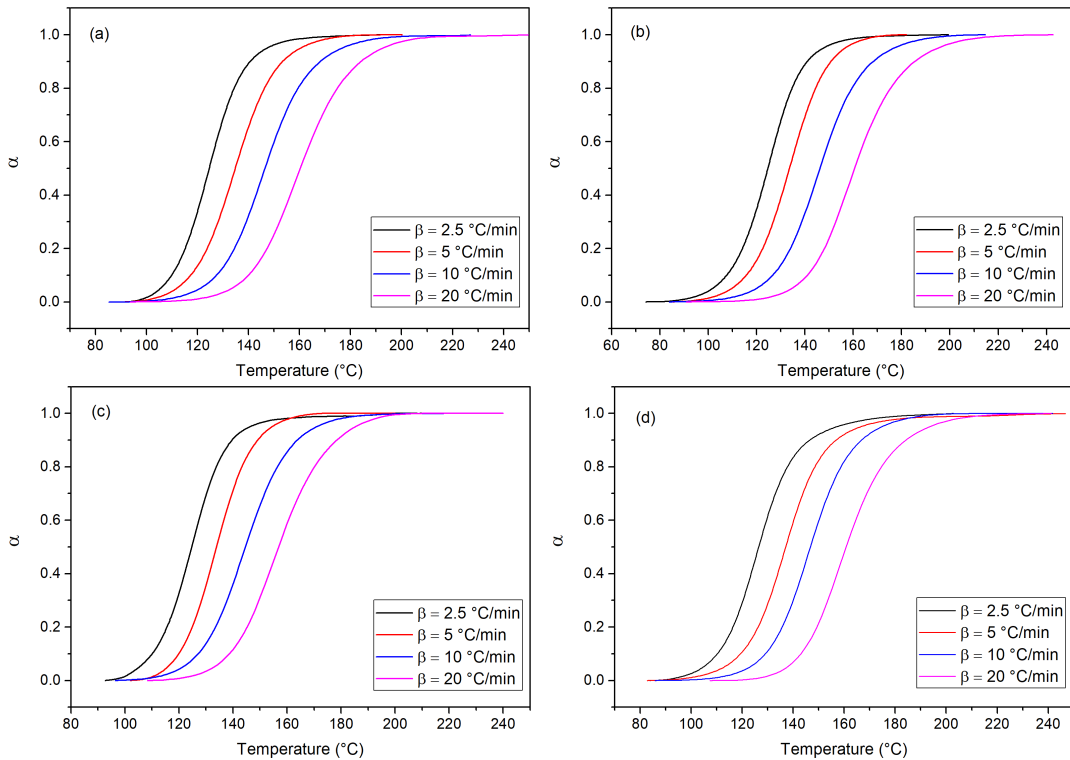 (a)
α
1.0
0.8
0.6
0.4
0.2
0.0
β = 2.5 °C/min
β = 5 °C/min
β = 10 °C/min
β = 20 °C/min
80 100 120 140 160 180 200 220 240
Temperature (°C)
(b)
α
1.0
0.8
0.6
0.4
0.2
0.0
β = 2.5 °C/min
β = 5 °C/min
β = 10 °C/min
β = 20 °C/min
60 80 100 120 140 160 180 200 220 240 260
Temperature (°C)
(c)
α
1.0
0.8
0.6
0.4
0.2
0.0
β = 2.5 °C/min
β = 5 °C/min
β = 10 °C/min
β = 20 °C/min
80 100 120 140 160 180 200 220 240
Temperature (°C)
(d)
α
1.0
0.8
0.6
0.4
0.2
0.0
β = 2.5 °C/min
β = 5 °C/min
β = 10 °C/min
β = 20 °C/min
80 100 120 140 160 180 200 220 240
Temperature (°C)